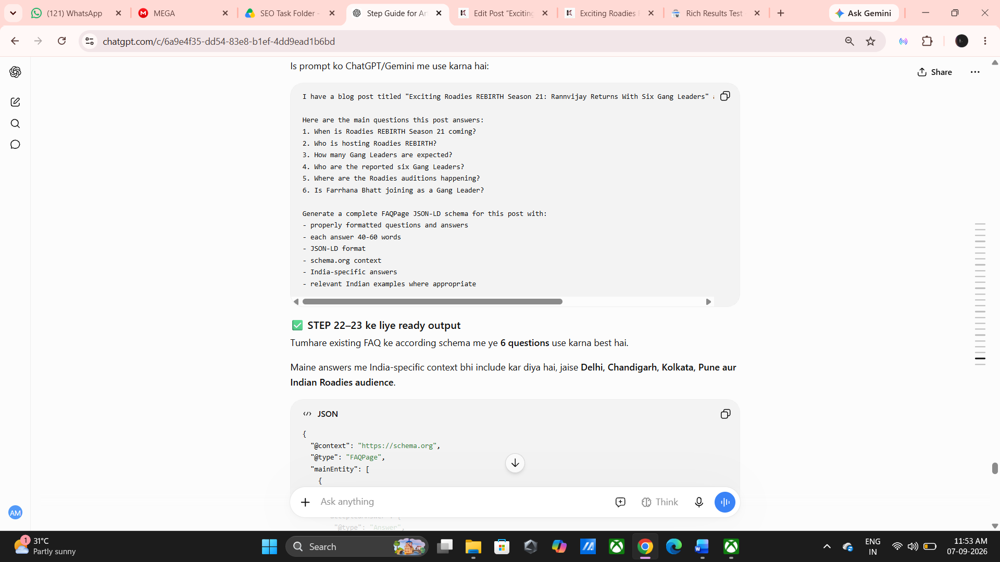 (121) WhatsApp
MEGA
SEO Task Folder -
Step Guide for Ar
Edit Post “Exciting
Exciting Roadies
Rich Results Test
Ask Gemini
chatgpt.com/c/6a9e4f35-dd54-83e8-b1ef-4dd9ead1b6bd
Share
Is prompt ko ChatGPT/Gemini me use karna hai:
I have a blog post titled "Exciting Roadies REBIRTH Season 21: Rannvijay Returns With Six Gang Leaders"
Here are the main questions this post answers:
1. When is Roadies REBIRTH Season 21 coming?
2. Who is hosting Roadies REBIRTH?
3. How many Gang Leaders are expected?
4. Who are the reported six Gang Leaders?
5. Where are the Roadies auditions happening?
6. Is Farrhana Bhatt joining as a Gang Leader?
Generate a complete FAQPage JSON-LD schema for this post with:
- properly formatted questions and answers
- each answer 40-60 words
- JSON-LD format
- schema.org context
- India-specific answers
- relevant Indian examples where appropriate
✅ STEP 22–23 ke liye ready output
Tumhare existing FAQ ke according schema me ye 6 questions use karna best hai.
Maine answers me India-specific context bhi include kar diya hai, jaise Delhi, Chandigarh, Kolkata, Pune aur
Indian Roadies audience.
JSON
{
"@context": "https://schema.org",
"@type": "FAQPage",
"mainEntity": [
{
Ask anything
Think
"@type": "Answer",
AM
1
31°C
Partly sunny
Search
ENG
IN
11:53 AM
07-09-2026